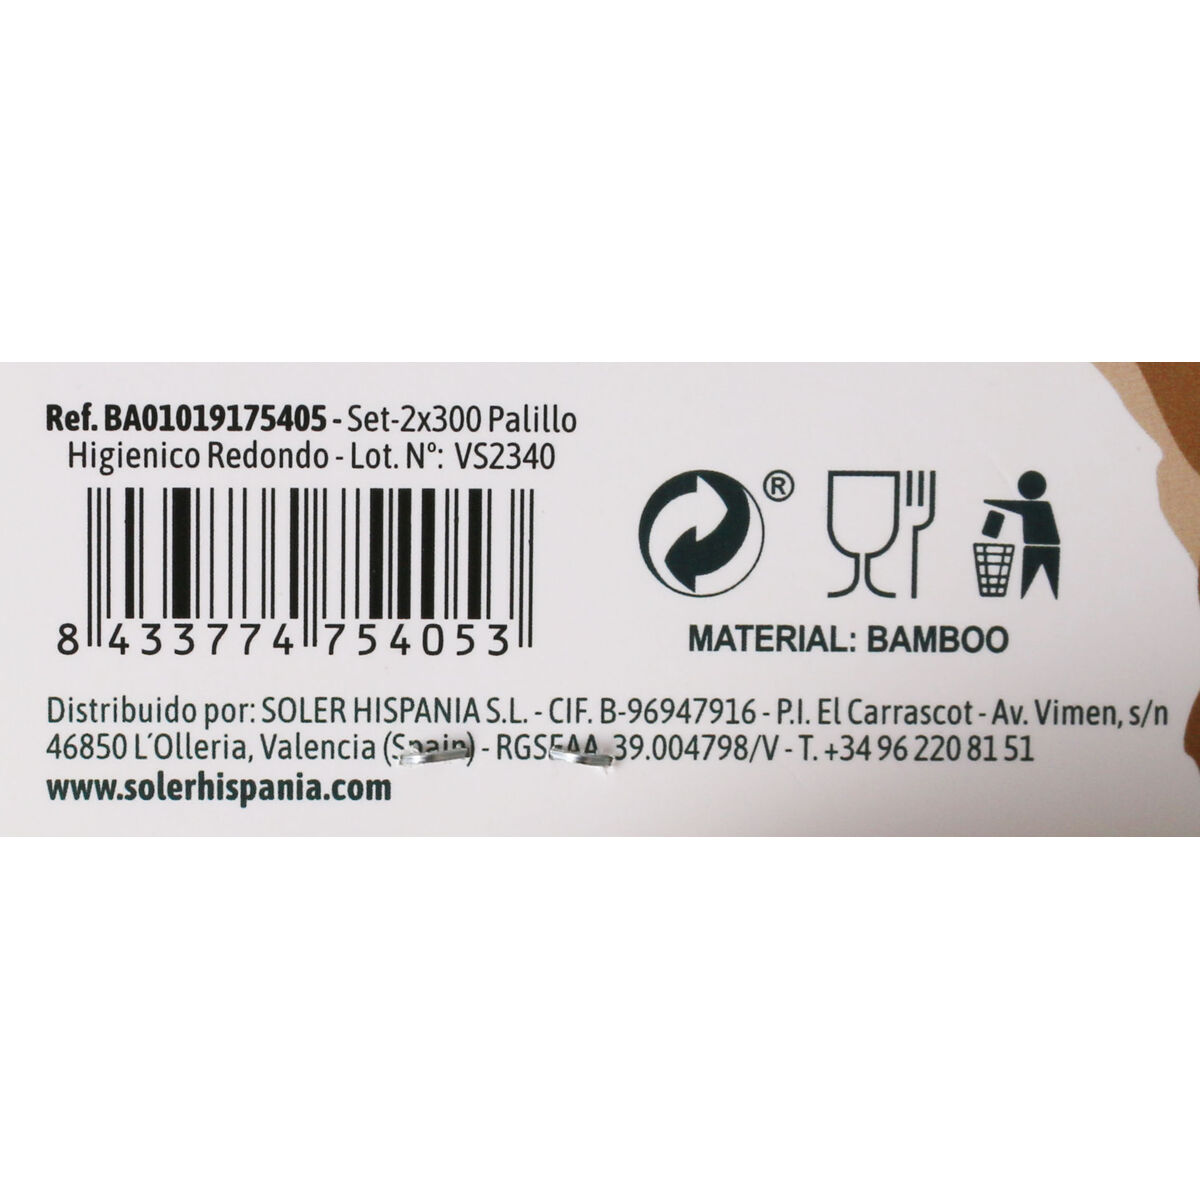 Ref. BA01019175405 - Set-2x300 Palillo
Higienico Redondo - Lot. Nº: VS2340
8 433774 754053
®
MATERIAL: BAMBOO
Distribuido por: SOLER HISPANIA S.L. - CIF. B-96947916 - P.I. El Carrascot - Av. Vimen, s/n
46850 L´Olleria, Valencia (Spain) - RGSEAA 39.004798/V - T. +34 96 220 81 51
www.solerhispania.com